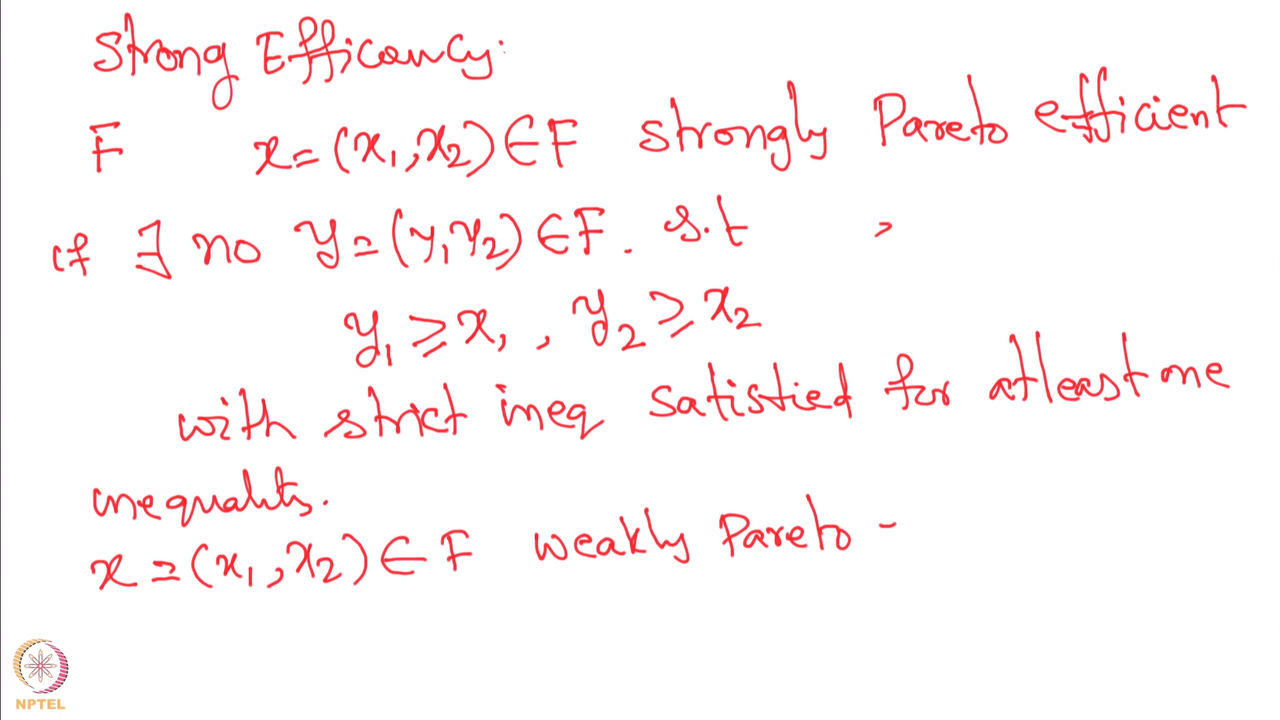 Strong Efficancy.
F x = (x₁, x₂) ∈ F strongly Pareto efficient
if ∃ no y = (y₁, y₂) ∈ F. s.t
y₁ ≥ x₁, y₂ ≥ x₂
with strict ineq satistied for atleast one
inequality.
x = (x₁, x₂) ∈ F weakly Pareto -
NPTEL